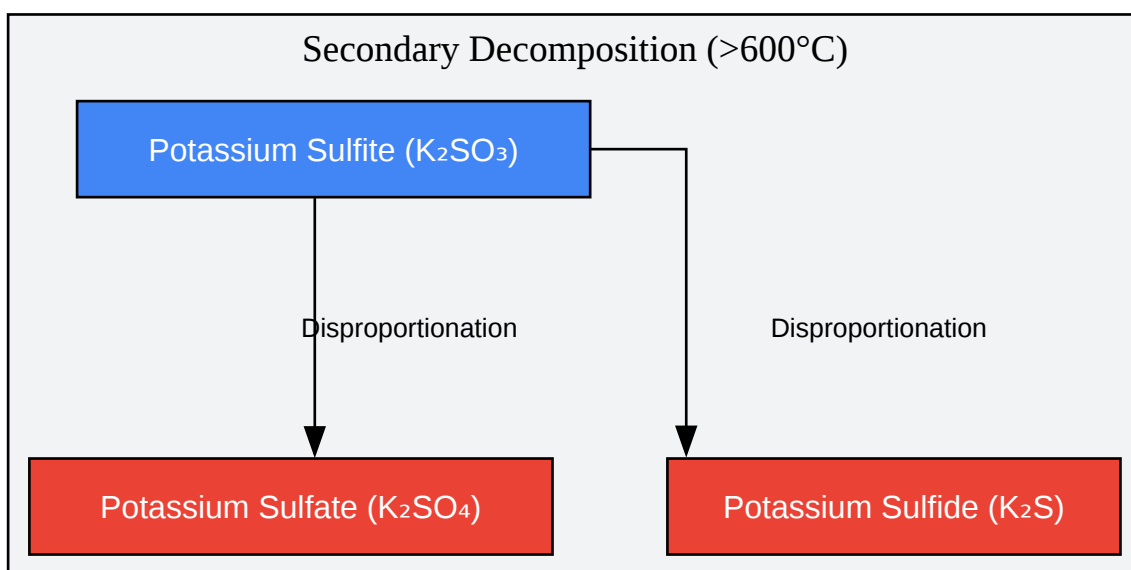 Secondary Decomposition (>600°C)
Potassium Sulfite (K₂SO₃)
Disproportionation
Disproportionation
Potassium Sulfate (K₂SO₄)
Potassium Sulfide (K₂S)